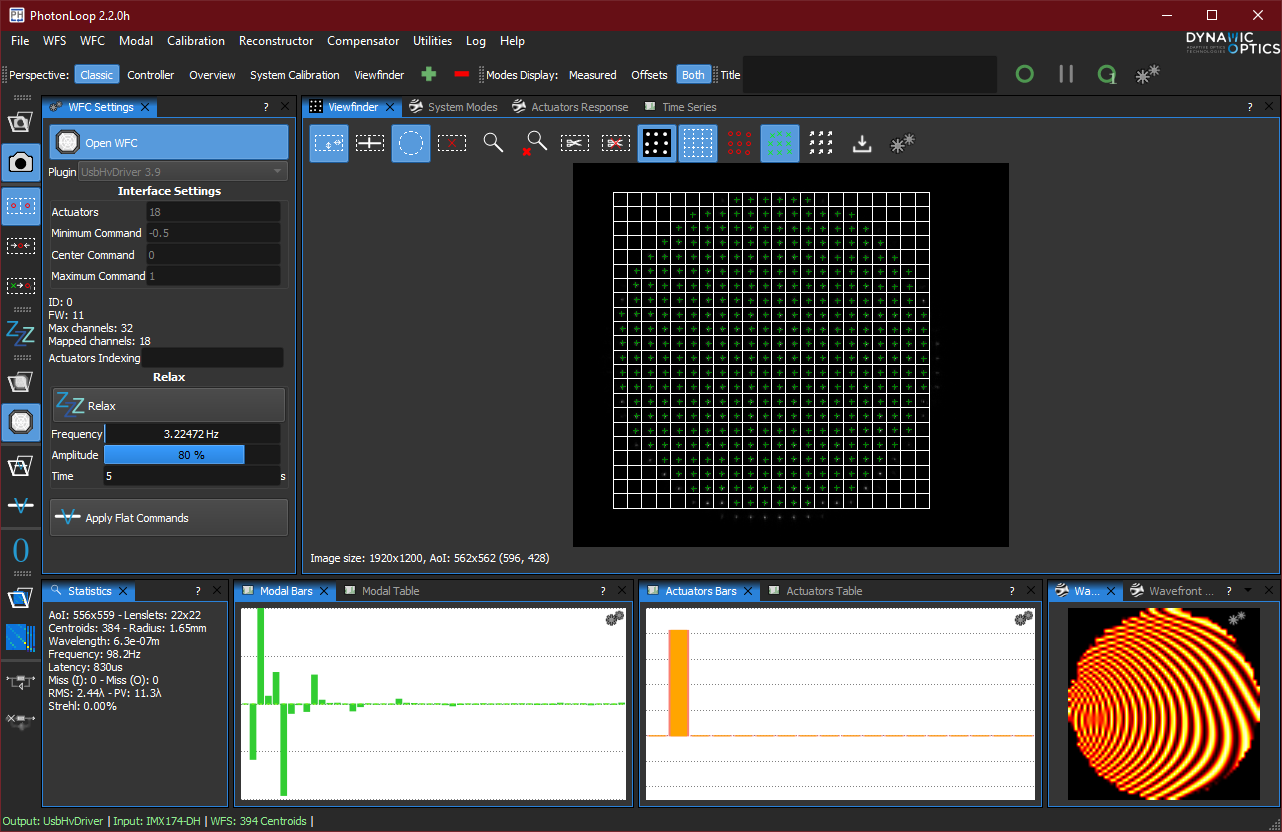 PhotonLoop 2.2.0h
File WFS WFC Modal Calibration Reconstructor Compensator Utilities Log Help
DYNAMIC OPTICS
ADAPTIVE OPTICS TECHNOLOGIES
Perspective: Classic Controller Overview System Calibration Viewfinder Modes Display: Measured Offsets Both Title
1
WFC Settings ?
Open WFC
Plugin UsbHvDriver 3.9
Interface Settings
Actuators 18
Minimum Command -0.5
Center Command 0
Maximum Command 1
ID: 0
FW: 11
Max channels: 32
Mapped channels: 18
Actuators Indexing
Relax
ZZZ Relax
Frequency 3.22472 Hz
Amplitude 80 %
Time 5 s
Apply Flat Commands
Viewfinder System Modes Actuators Response Time Series ?
Image size: 1920x1200, AoI: 562x562 (596, 428)
ZZZ
0
Statistics ?
AoI: 556x559 - Lenslets: 22x22
Centroids: 384 - Radius: 1.65mm
Wavelength: 6.3e-07m
Frequency: 98.2Hz
Latency: 830us
Miss (I): 0 - Miss (O): 0
RMS: 2.44λ - PV: 11.3λ
Strehl: 0.00%
Modal Bars Modal Table ?
Actuators Bars Actuators Table ?
Wa... Wavefront ... ?
Output: UsbHvDriver | Input: IMX174-DH | WFS: 394 Centroids |